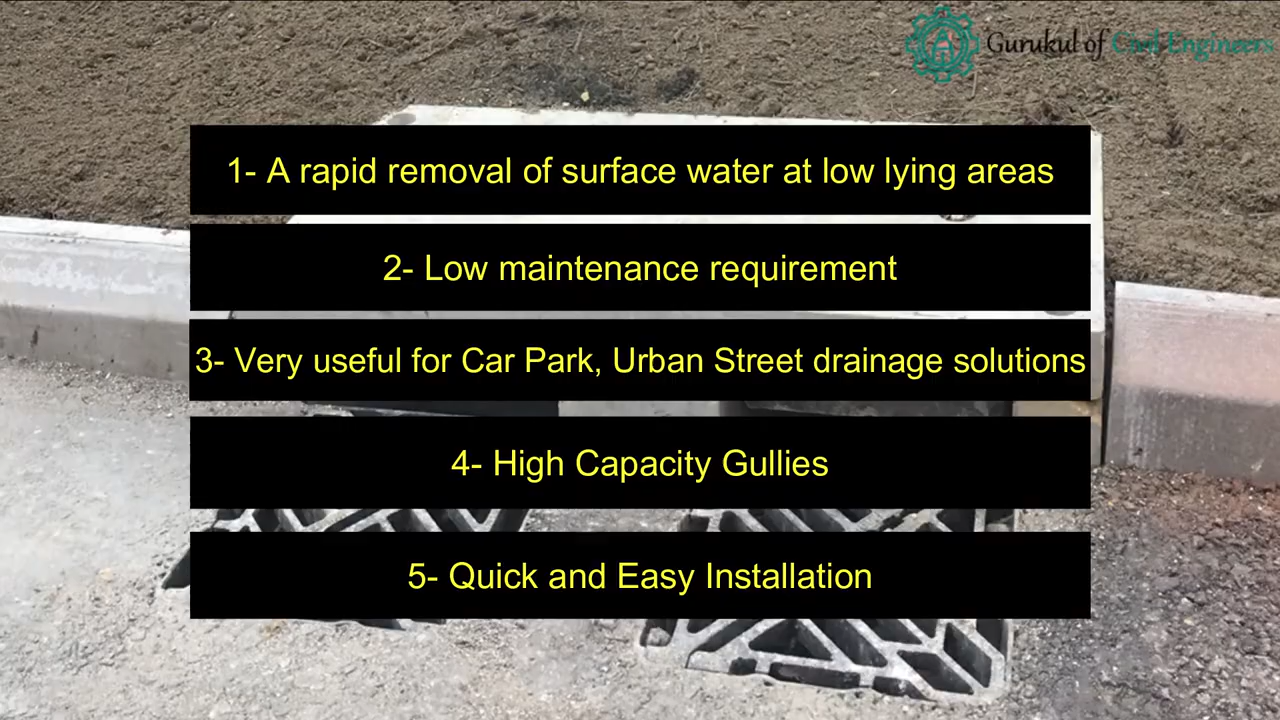 Gurukul of Civil Engineers
1- A rapid removal of surface water at low lying areas
2- Low maintenance requirement
3- Very useful for Car Park, Urban Street drainage solutions
4- High Capacity Gullies
5- Quick and Easy Installation